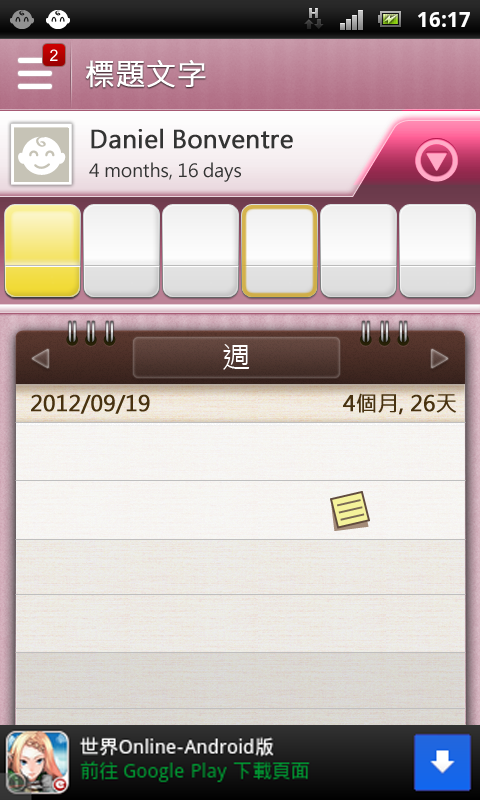 H
16:17
2
標題文字
Daniel Bonventre
4 months, 16 days
週
2012/09/19
4個月, 26天
世界Online-Android版
前往 Google Play 下載頁面